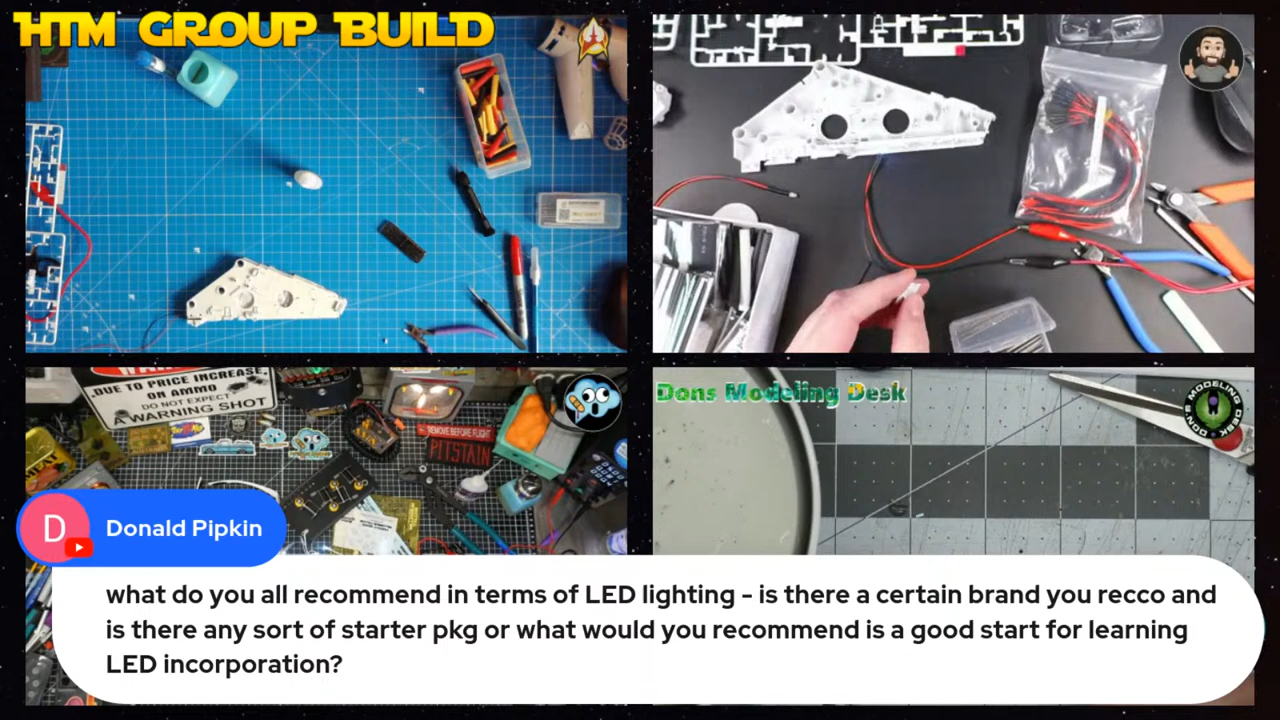 HTM GROUP BUILD
DUE TO PRICE INCREASE
ON AMMO
DO NOT EXPECT
A WARNING SHOT
REMOVE BEFORE FLIGHT
PITSTAIN
Dons Modeling Desk
DON'S MODELING DESK
D
Donald Pipkin
what do you all recommend in terms of LED lighting - is there a certain brand you recco and
is there any sort of starter pkg or what would you recommend is a good start for learning
LED incorporation?